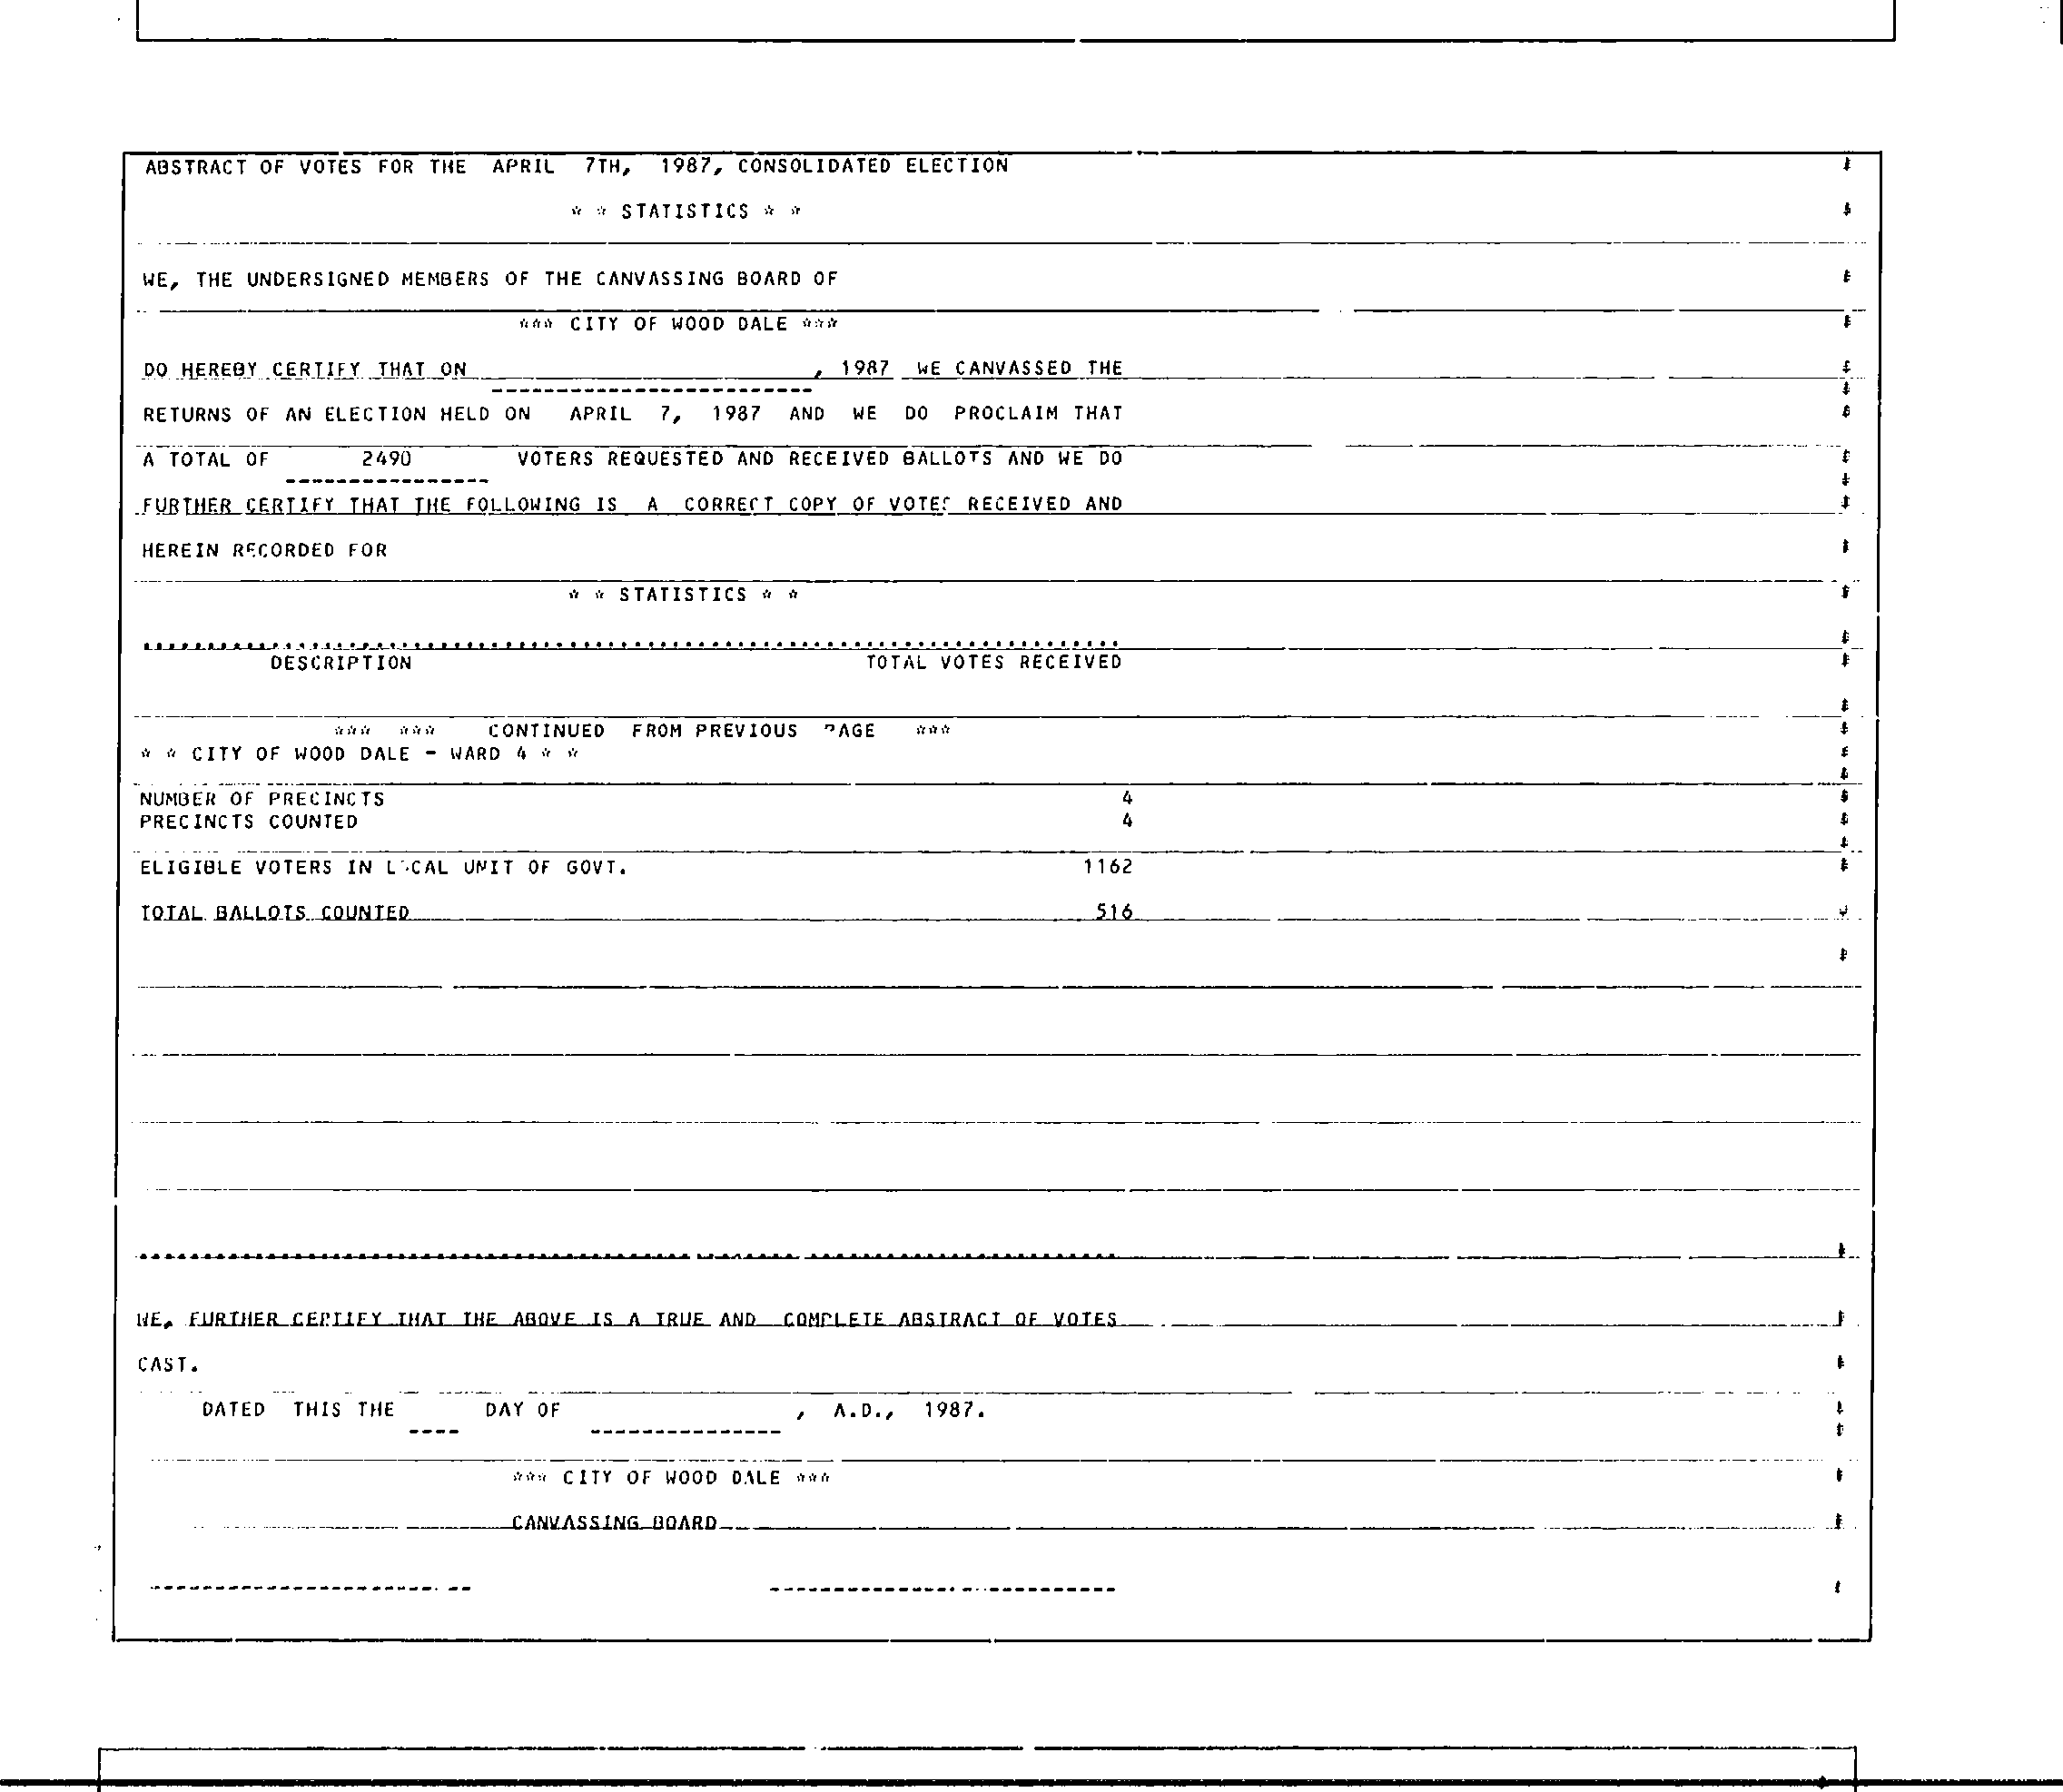 ABSTRACT OF VOTES FOR THE APRIL 7TH, 1987, CONSOLIDATED ELECTION
* * STATISTICS * *
WE, THE UNDERSIGNED MEMBERS OF THE CANVASSING BOARD OF
*** CITY OF WOOD DALE ***
DO HEREBY CERTIFY THAT ON , 1987 WE CANVASSED THE
RETURNS OF AN ELECTION HELD ON APRIL 7, 1987 AND WE DO PROCLAIM THAT
A TOTAL OF 2490 VOTERS REQUESTED AND RECEIVED BALLOTS AND WE DO
FURTHER CERTIFY THAT THE FOLLOWING IS A CORRECT COPY OF VOTES RECEIVED AND
HEREIN RECORDED FOR
* * STATISTICS * *
DESCRIPTION TOTAL VOTES RECEIVED
*** *** CONTINUED FROM PREVIOUS PAGE ***
* * CITY OF WOOD DALE - WARD 4 * *
NUMBER OF PRECINCTS 4
PRECINCTS COUNTED 4
ELIGIBLE VOTERS IN LOCAL UNIT OF GOVT. 1162
TOTAL BALLOTS COUNTED 516
WE, FURTHER CERTIFY THAT THE ABOVE IS A TRUE AND COMPLETE ABSTRACT OF VOTES
CAST.
DATED THIS THE ---- DAY OF --------------- , A.D., 1987.
*** CITY OF WOOD DALE ***
CANVASSING BOARD